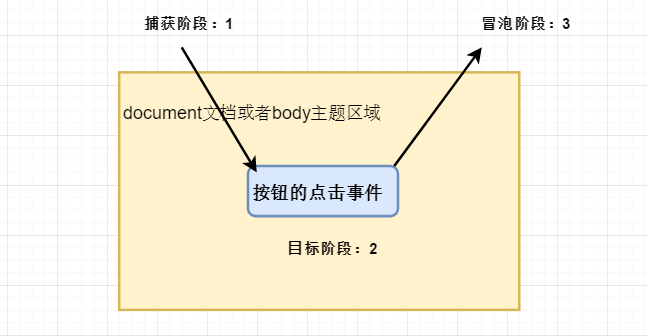 捕获阶段：1
冒泡阶段：3
document文档或者body主题区域
按钮的点击事件
目标阶段：2